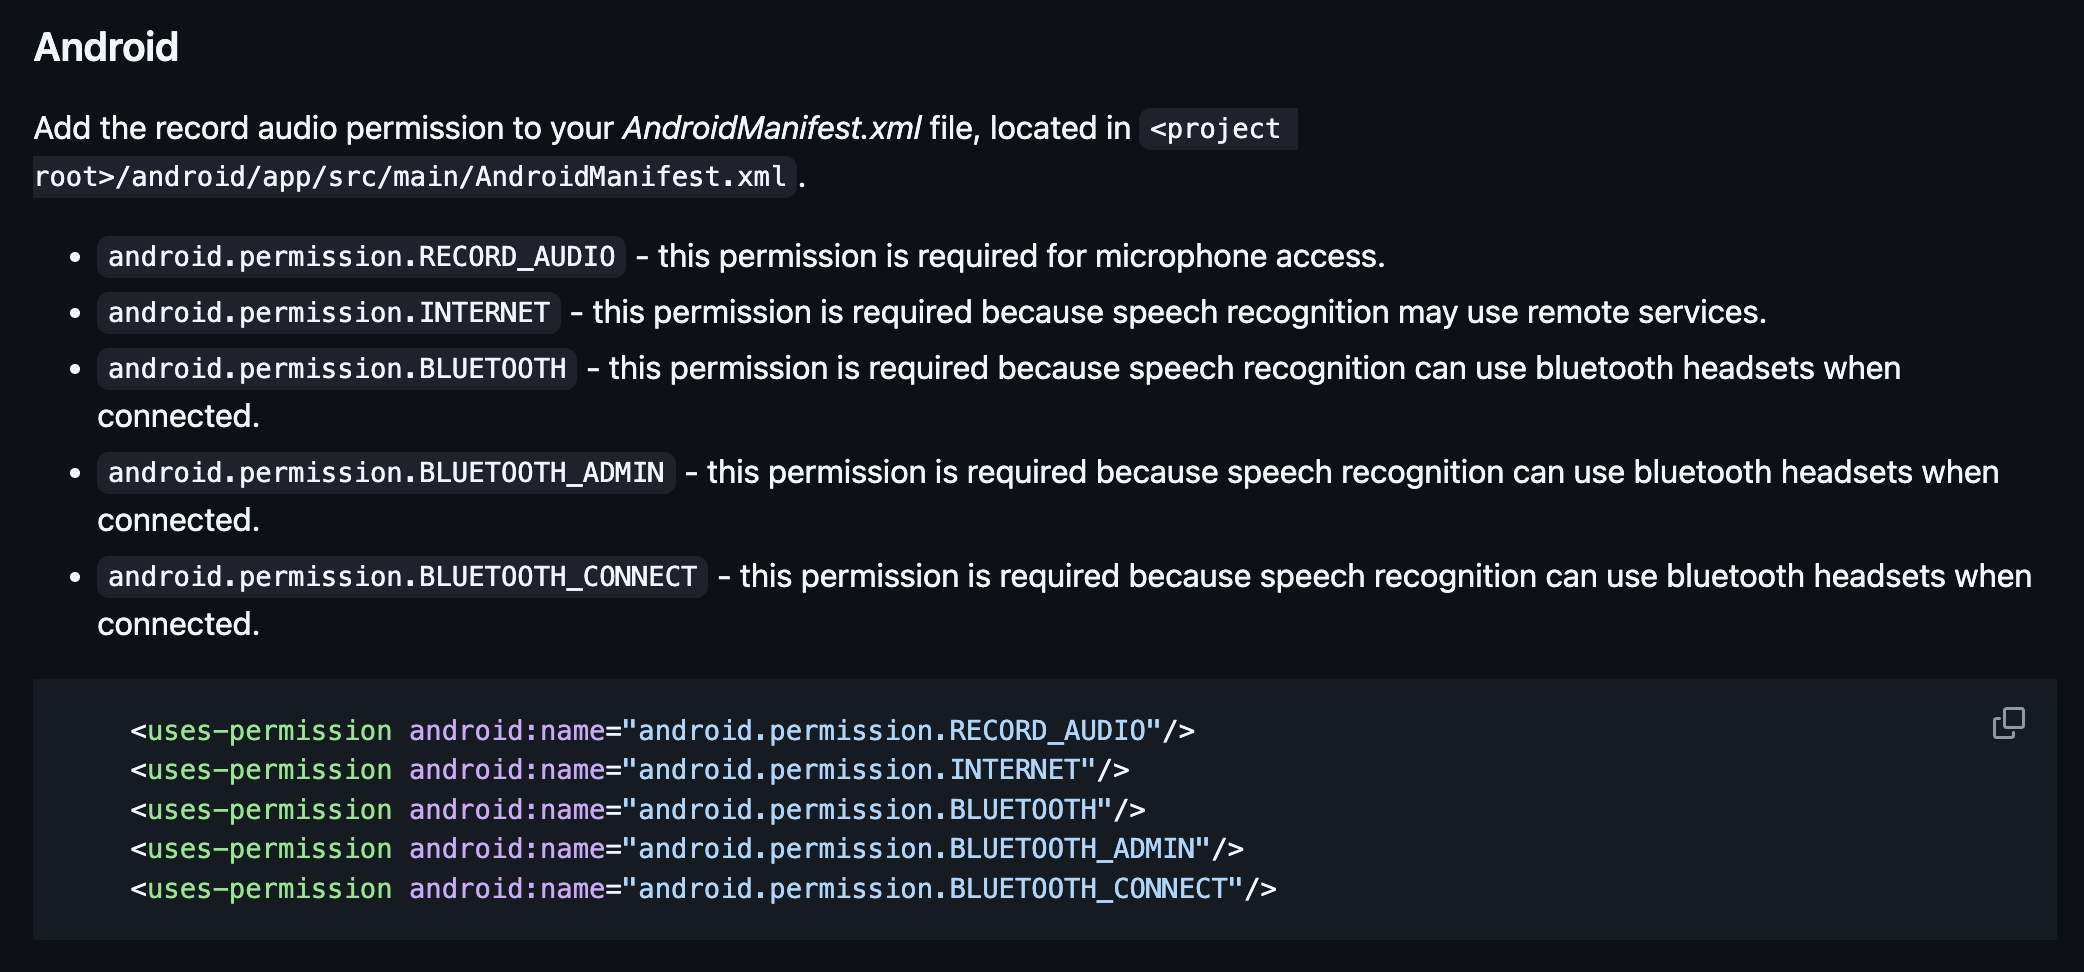 Android
Add the record audio permission to your AndroidManifest.xml file, located in <project
root>/android/app/src/main/AndroidManifest.xml.
• android.permission.RECORD_AUDIO - this permission is required for microphone access.
• android.permission.INTERNET - this permission is required because speech recognition may use remote services.
• android.permission.BLUETOOTH - this permission is required because speech recognition can use bluetooth headsets when
connected.
• android.permission.BLUETOOTH_ADMIN - this permission is required because speech recognition can use bluetooth headsets when
connected.
• android.permission.BLUETOOTH_CONNECT - this permission is required because speech recognition can use bluetooth headsets when
connected.
<uses-permission android:name="android.permission.RECORD_AUDIO"/>
<uses-permission android:name="android.permission.INTERNET"/>
<uses-permission android:name="android.permission.BLUETOOTH"/>
<uses-permission android:name="android.permission.BLUETOOTH_ADMIN"/>
<uses-permission android:name="android.permission.BLUETOOTH_CONNECT"/>